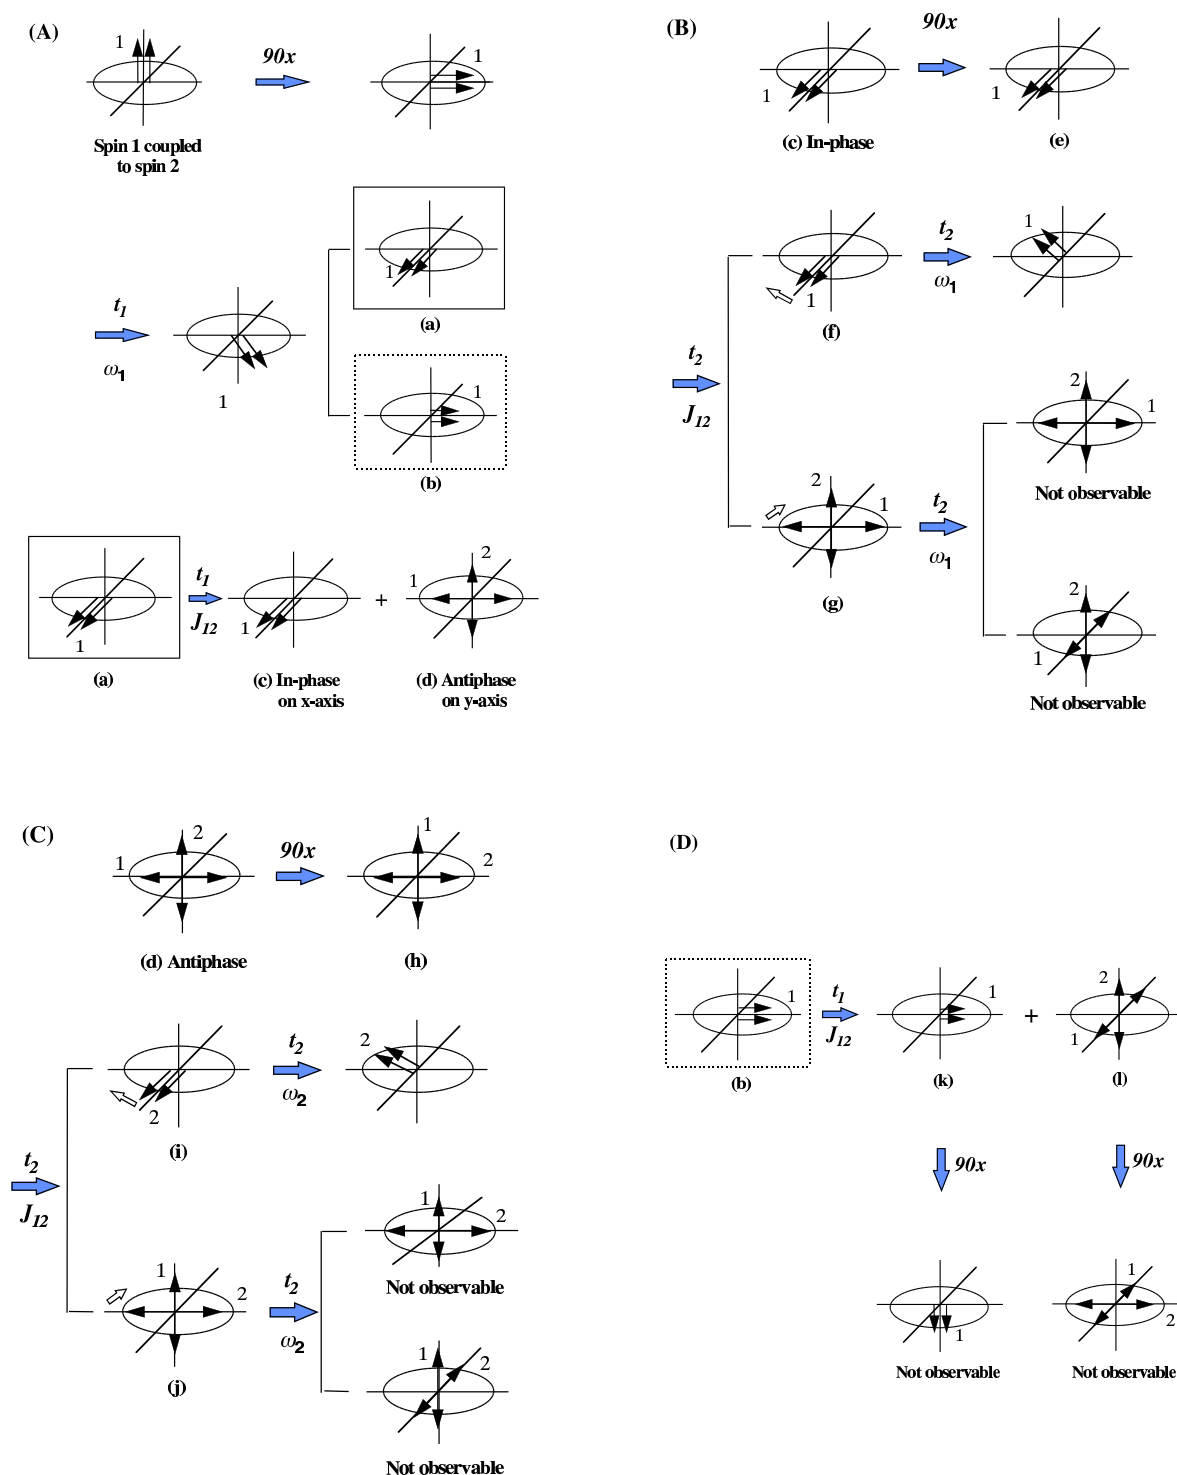 (A)
1
90x
1
Spin 1 coupled
to spin 2
t1
ω1
1
1
(a)
1
(b)
1
(a)
t1
J12
1
(c) In-phase
on x-axis
+
1
2
(d) Antiphase
on y-axis
(B)
1
(c) In-phase
90x
1
(e)
t2
J12
1
(f)
t2
ω1
1
2
1
(g)
t2
ω1
2
1
Not observable
2
1
Not observable
(C)
1
2
(d) Antiphase
90x
1
2
(h)
t2
J12
2
(i)
t2
ω2
2
1
2
(j)
t2
ω2
1
2
Not observable
1
2
Not observable
(D)
1
(b)
t1
J12
1
(k)
+
2
1
(l)
90x
90x
1
Not observable
1
2
Not observable